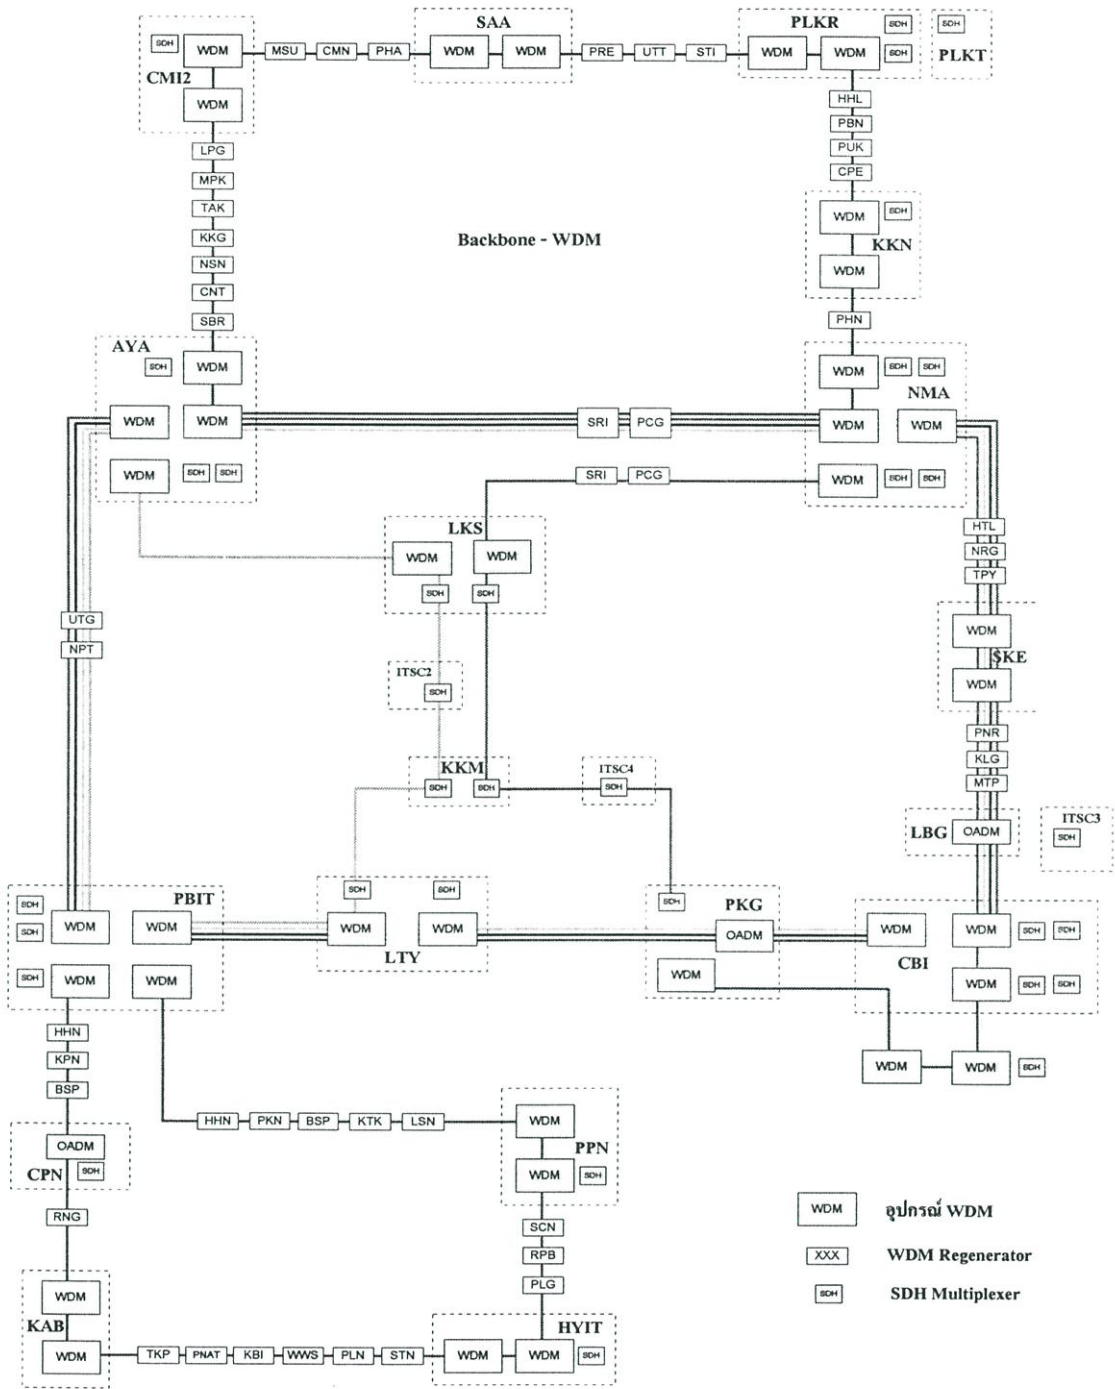 SAA
PLKR
SDH
SDH
SDH
WDM
MSU
CMN
PHA
WDM
WDM
PRE
UTT
STI
WDM
WDM
SDH
PLKT
CMI2
WDM
HHL
PBN
PUK
CPE
LPG
MPK
TAK
KKG
NSN
CNT
SBR
Backbone - WDM
WDM
SDH
KKN
WDM
PHN
AYA
SDH
WDM
WDM
SDH
SDH
NMA
WDM
WDM
SRI
PCG
WDM
WDM
WDM
SDH
SDH
SRI
PCG
WDM
SDH
SDH
LKS
WDM
WDM
SDH
SDH
HTL
NRG
TPY
UTG
NPT
WDM
SKE
WDM
ITSC2
SDH
PNR
KLG
MTP
KKM
SDH
SDH
ITSC4
SDH
LBG
OADM
ITSC3
SDH
PBIT
SDH
SDH
WDM
WDM
SDH
SDH
WDM
WDM
LTY
PKG
SDH
OADM
WDM
WDM
WDM
SDH
SDH
CBI
SDH
WDM
WDM
WDM
SDH
SDH
HHN
KPN
BSP
WDM
WDM
SDH
HHN
PKN
BSP
KTK
LSN
WDM
PPN
WDM
SDH
OADM
CPN
SDH
RNG
SCN
RPB
PLG
WDM
อุปกรณ์ WDM
XXX
WDM Regenerator
SDH
SDH Multiplexer
WDM
KAB
WDM
TKP
PNAT
KBI
WWS
PLN
STN
HYIT
WDM
WDM
SDH